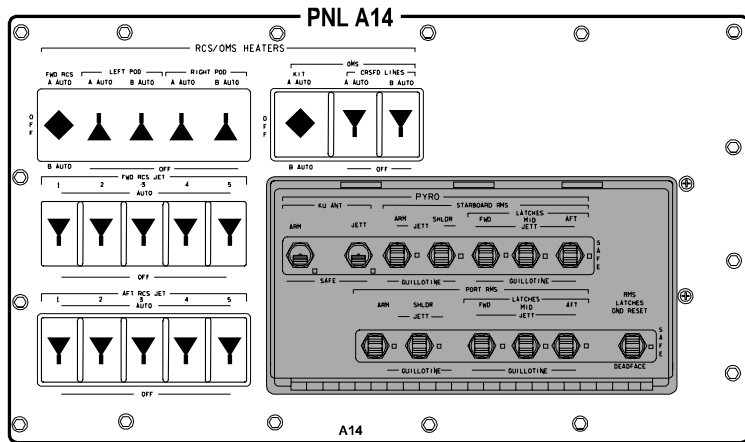 PNL A14
RCS/OMS HEATERS
FWD RCS
A AUTO
LEFT POD
A AUTO B AUTO
RIGHT POD
A AUTO B AUTO
OFF
B AUTO
OFF
OMS
KIT
A AUTO
CRSFD LINES
A AUTO B AUTO
OFF
B AUTO
OFF
FWD RCS JET
1 2 3 4 5
AUTO
OFF
AFT RCS JET
1 2 3 4 5
AUTO
OFF
PYRO
KU ANT
ARM JETT
SAFE
STARBOARD RMS
ARM SHLDR
JETT
LATCHES
FWD MID AFT
JETT
SAFE
GUILLOTINE GUILLOTINE
PORT RMS
ARM SHLDR
JETT
LATCHES
FWD MID AFT
JETT
GUILLOTINE GUILLOTINE
RMS
LATCHES
GND RESET
SAFE
DEADFACE
A14